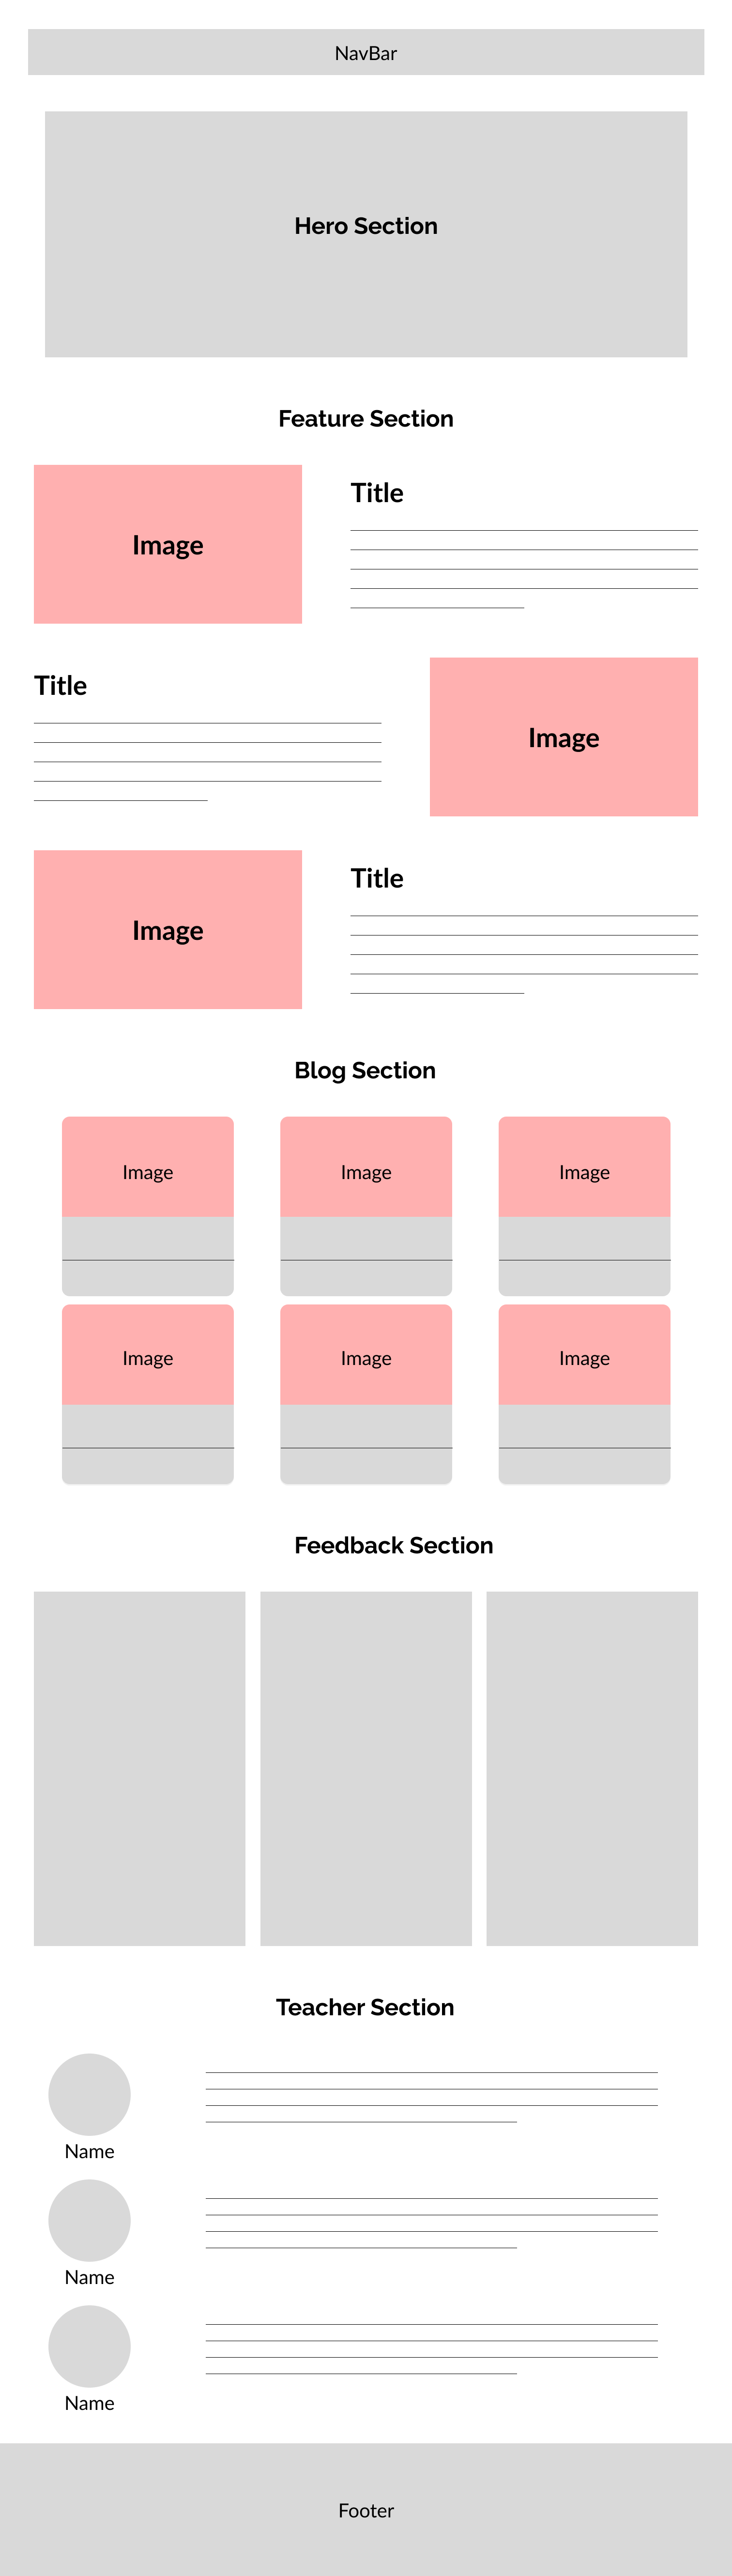 NavBar
Hero Section
Feature Section
Image
Title
Title
Image
Image
Title
Blog Section
Image
Image
Image
Image
Image
Image
Feedback Section
Teacher Section
Name
Name
Name
Footer